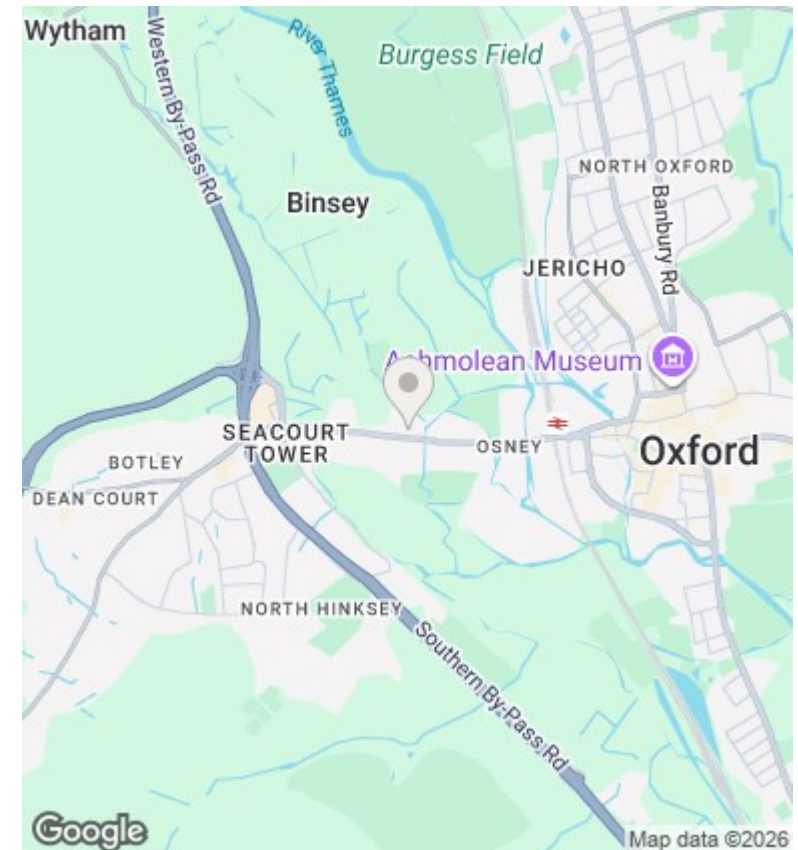 Wytham
Western By-Pass Rd
River Thames
Burgess Field
NORTH OXFORD
Banbury Rd
Binsey
JERICHO
Ashmolean Museum
SEACOURT
TOWER
OSNEY
Oxford
BOTLEY
DEAN COURT
NORTH HINKSEY
Southern By-Pass Rd
Google
Map data ©2026